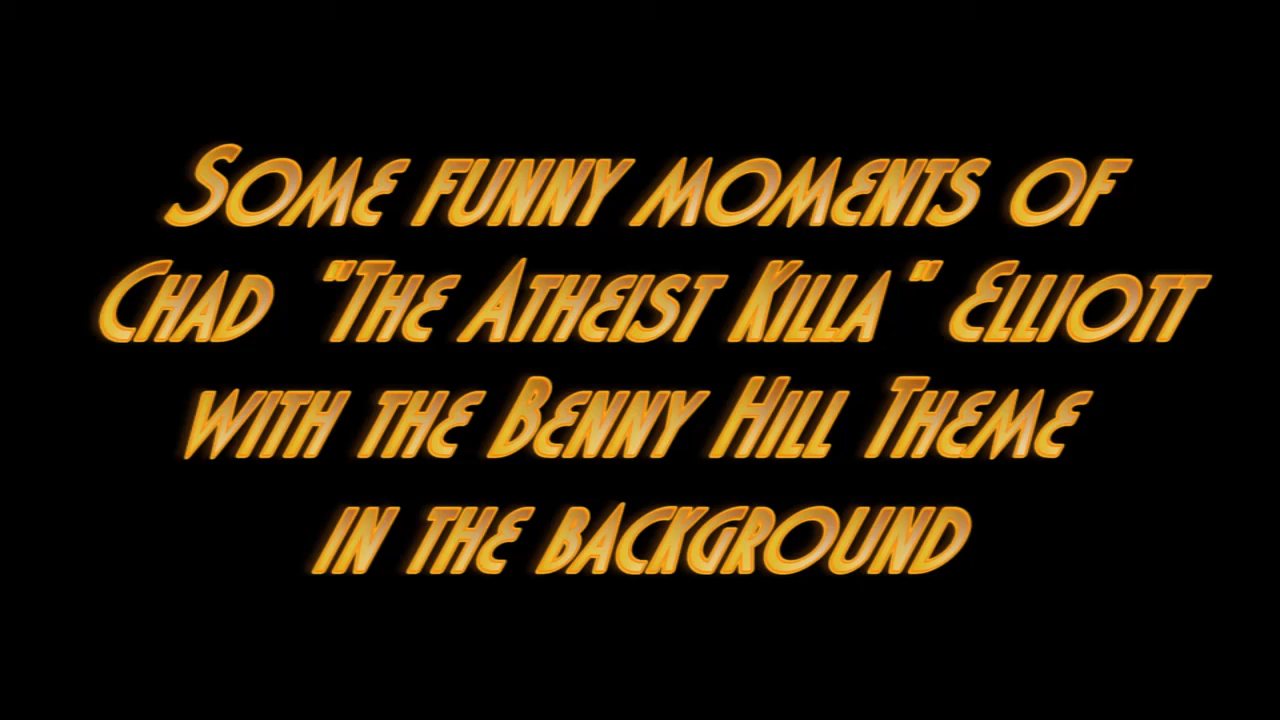 Some funny moments of
Chad "The Atheist Killa" Elliott
with the Benny Hill Theme
in the background